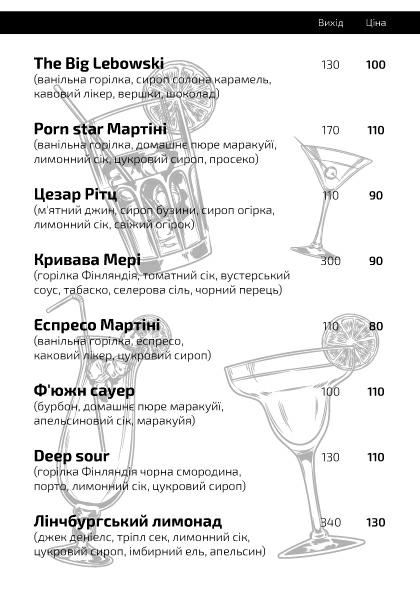 Вихід Ціна
The Big Lebowski 130 100
(ванільна горілка, сироп солона карамель,
кавовий лікер, вершки, шоколад)
Porn star Мартіні 170 110
(ванільна горілка, домашнє пюре маракуйї,
лимонний сік, цукровий сироп, просеко)
Цезар Рітц 110 90
(м'ятний джин, сироп бузини, сироп огірка,
лимонний сік, свіжий огірок)
Кривава Мері 300 90
(горілка Фінляндія, томатний сік, вустерський
соус, табаско, селерова сіль, чорний перець)
Еспресо Мартіні 110 80
(ванільна горілка, еспресо,
каковий лікер, цукровий сироп)
Ф'южн сауер 100 110
(бурбон, домашнє пюре маракуйї,
апельсиновий сік, маракуйя)
Deep sour 130 110
(горілка Фінляндія чорна смородина,
порто, лимонний сік, цукровий сироп)
Лінчбургський лимонад 340 130
(джек деніелс, тріпл сек, лимонний сік,
цукровий сироп, імбирний ель, апельсин)